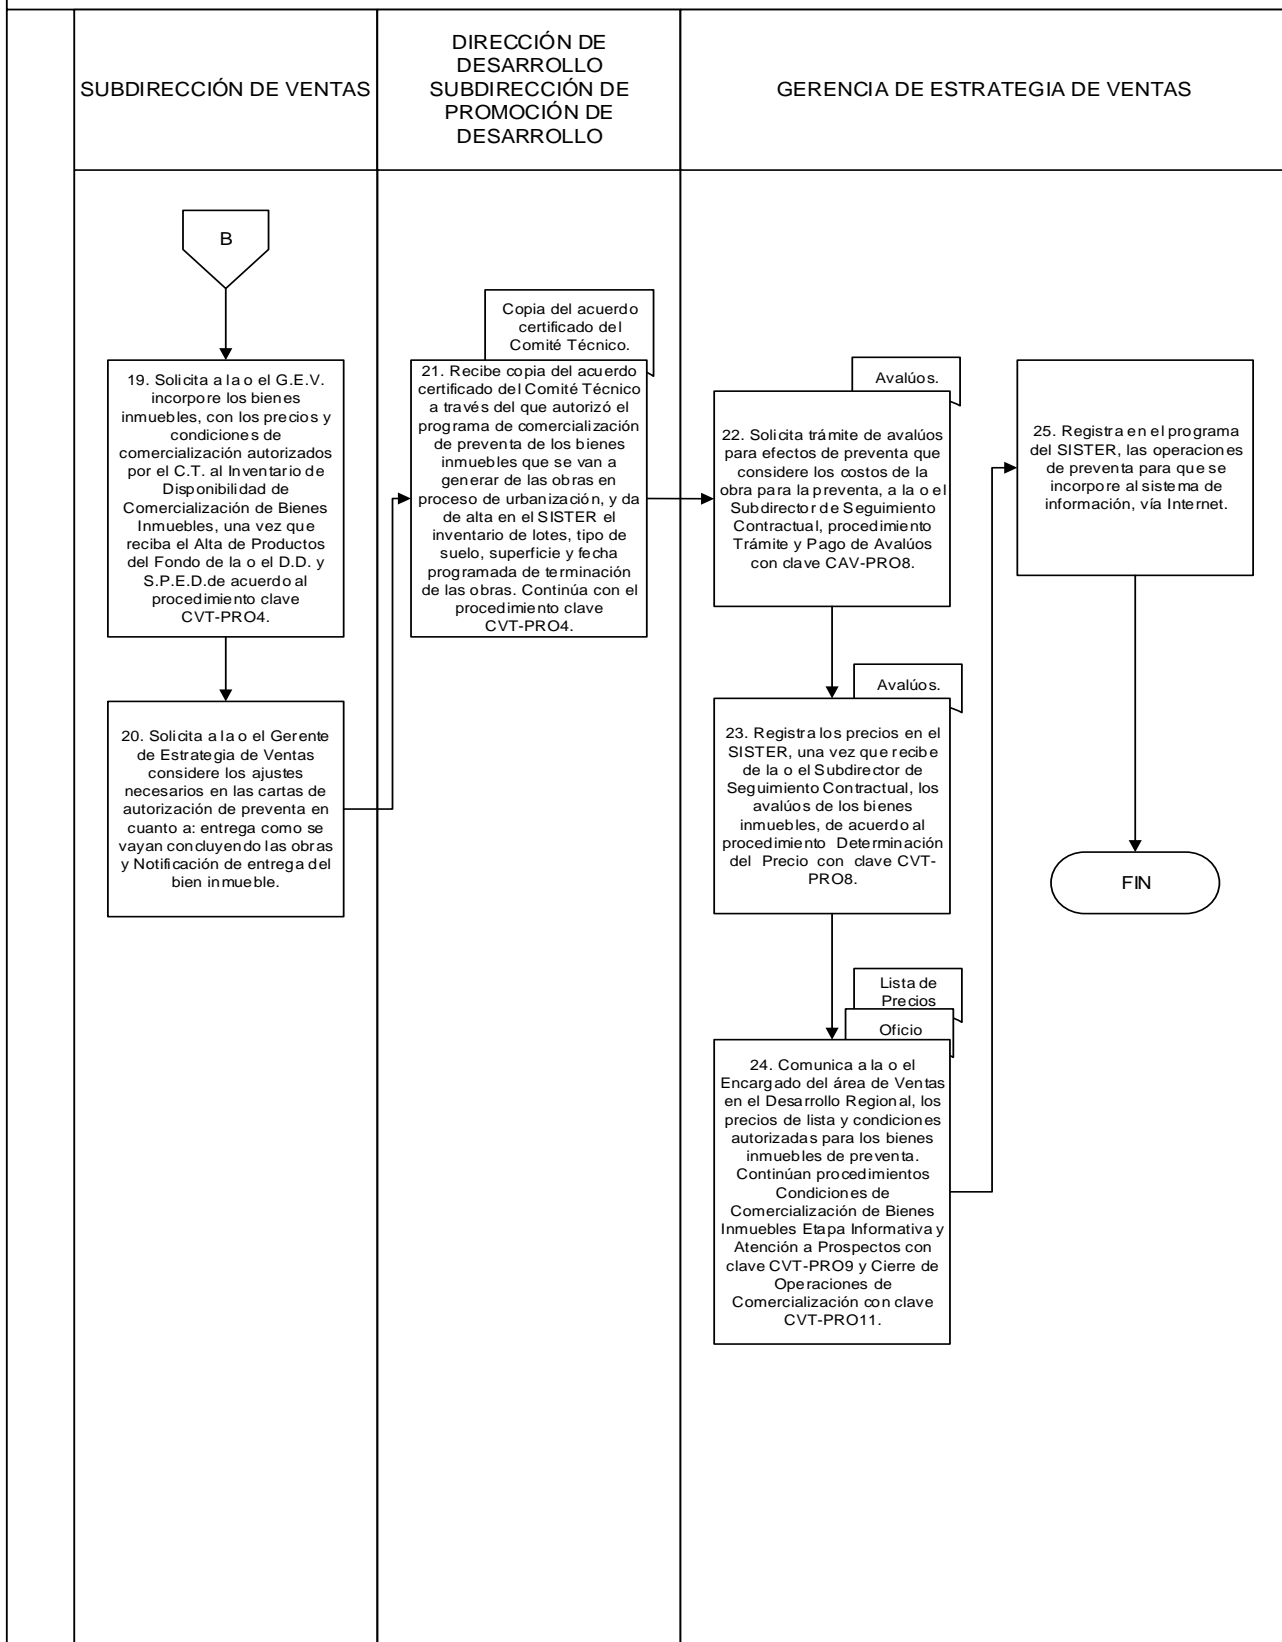 SUBDIRECCIÓN DE VENTAS
DIRECCIÓN DE
DESARROLLO
SUBDIRECCIÓN DE
PROMOCIÓN DE
DESARROLLO
GERENCIA DE ESTRATEGIA DE VENTAS
B
19. Solicita a la o el G.E.V.
incorpore los bienes
inmuebles, con los precios y
condiciones de
comercialización autorizados
por el C.T. al Inventario de
Disponibilidad de
Comercialización de Bienes
Inmuebles, una vez que
reciba el Alta de Productos
del Fondo de la o el D.D. y
S.P.E.D.de acuerdo al
procedimiento clave
CVT-PRO4.
20. Solicita a la o el Gerente
de Estrategia de Ventas
considere los ajustes
necesarios en las cartas de
autorización de preventa en
cuanto a: entrega como se
vayan concluyendo las obras
y Notificación de entrega del
bien inmueble.
Copia del acuerdo
certificado del
Comité Técnico.
21. Recibe copia del acuerdo
certificado del Comité Técnico
a través del que autorizó el
programa de comercialización
de preventa de los bienes
inmuebles que se van a
generar de las obras en
proceso de urbanización, y da
de alta en el SISTER el
inventario de lotes, tipo de
suelo, superficie y fecha
programada de terminación
de las obras. Continúa con el
procedimiento clave
CVT-PRO4.
Avalúos.
22. Solicita trámite de avalúos
para efectos de preventa que
considere los costos de la
obra para la preventa, a la o el
Subdirector de Seguimiento
Contractual, procedimiento
Trámite y Pago de Avalúos
con clave CAV-PRO8.
Avalúos.
23. Registra los precios en el
SISTER, una vez que recibe
de la o el Subdirector de
Seguimiento Contractual, los
avalúos de los bienes
inmuebles, de acuerdo al
procedimiento Determinación
del Precio con clave CVT-
PRO8.
Lista de
Precios
Oficio
24. Comunica a la o el
Encargado del área de Ventas
en el Desarrollo Regional, los
precios de lista y condiciones
autorizadas para los bienes
inmuebles de preventa.
Continúan procedimientos
Condiciones de
Comercialización de Bienes
Inmuebles Etapa Informativa y
Atención a Prospectos con
clave CVT-PRO9 y Cierre de
Operaciones de
Comercialización con clave
CVT-PRO11.
25. Registra en el programa
del SISTER, las operaciones
de preventa para que se
incorpore al sistema de
información, vía Internet.
FIN